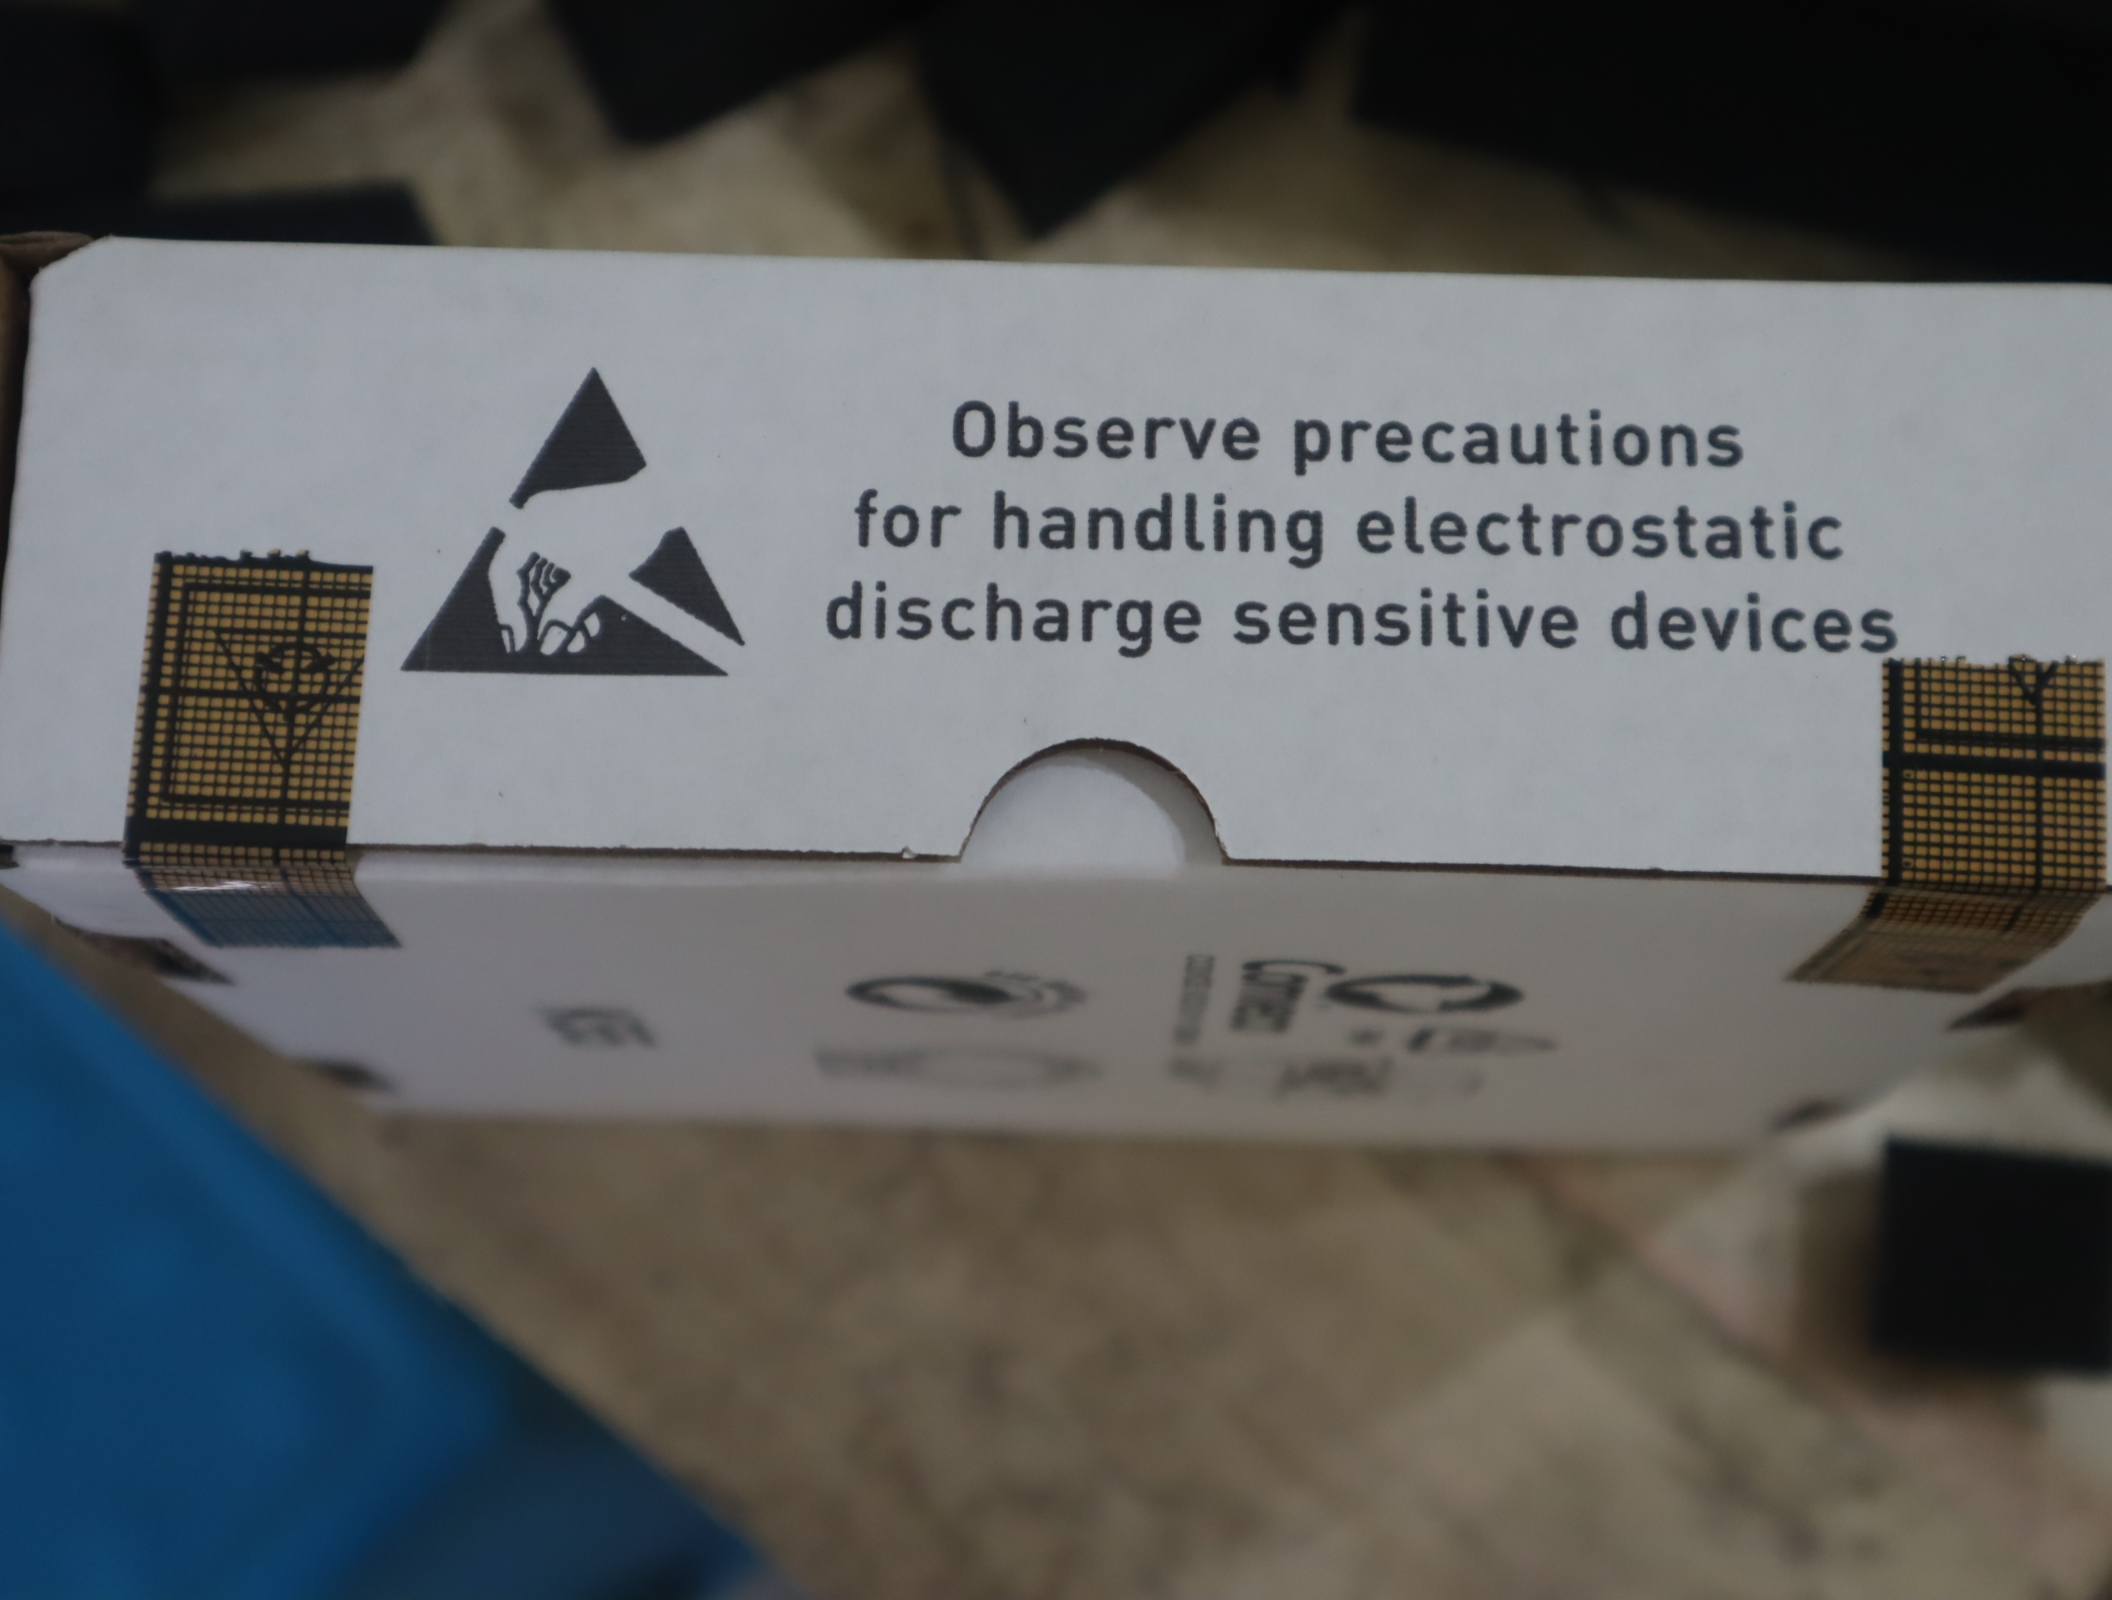 Observe precautions
for handling electrostatic
discharge sensitive devices